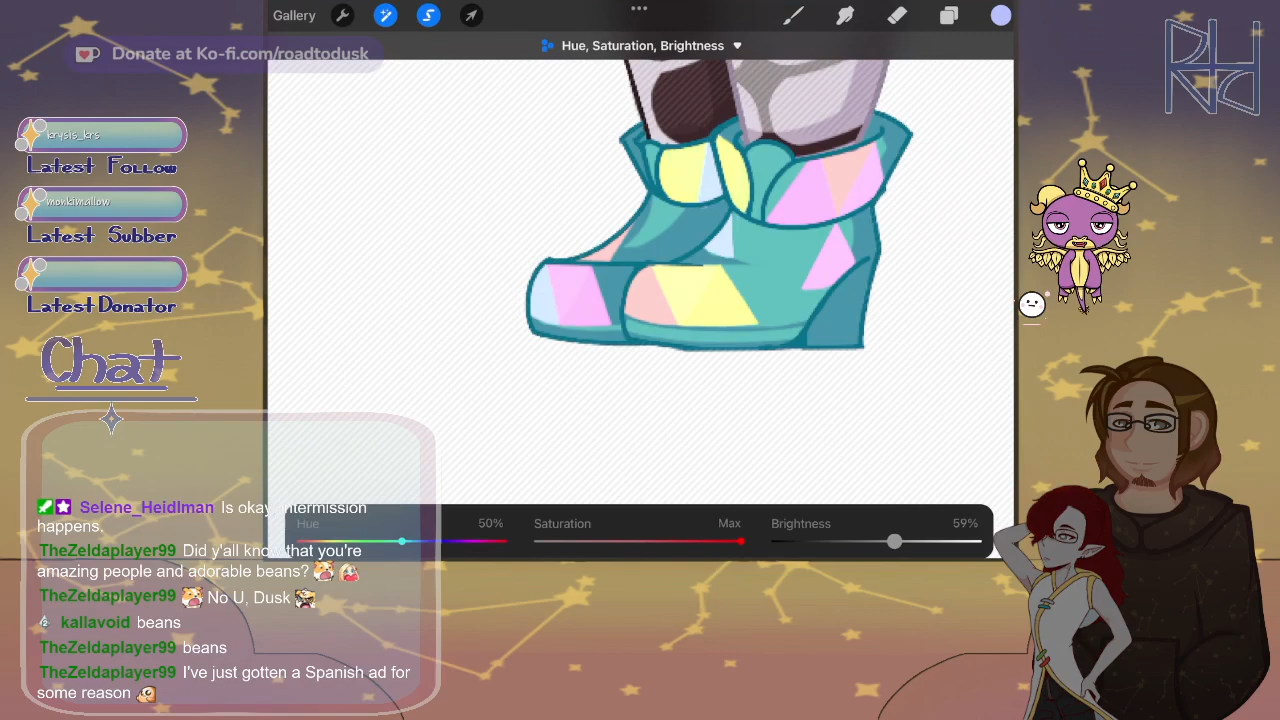 Gallery
Hue, Saturation, Brightness
Donate at Ko-fi.com/roadtodusk
krysis_krs
Latest Follow
monkimallow
Latest Subber
Latest Donator
Chat
Selene_Heidlman Is okay intermission
happens.
TheZeldaplayer99 Did y'all know that you're
amazing people and adorable beans?
TheZeldaplayer99 No U, Dusk
kallavoid beans
TheZeldaplayer99 beans
TheZeldaplayer99 I've just gotten a Spanish ad for
some reason
Hue 50% Saturation Max Brightness 59%